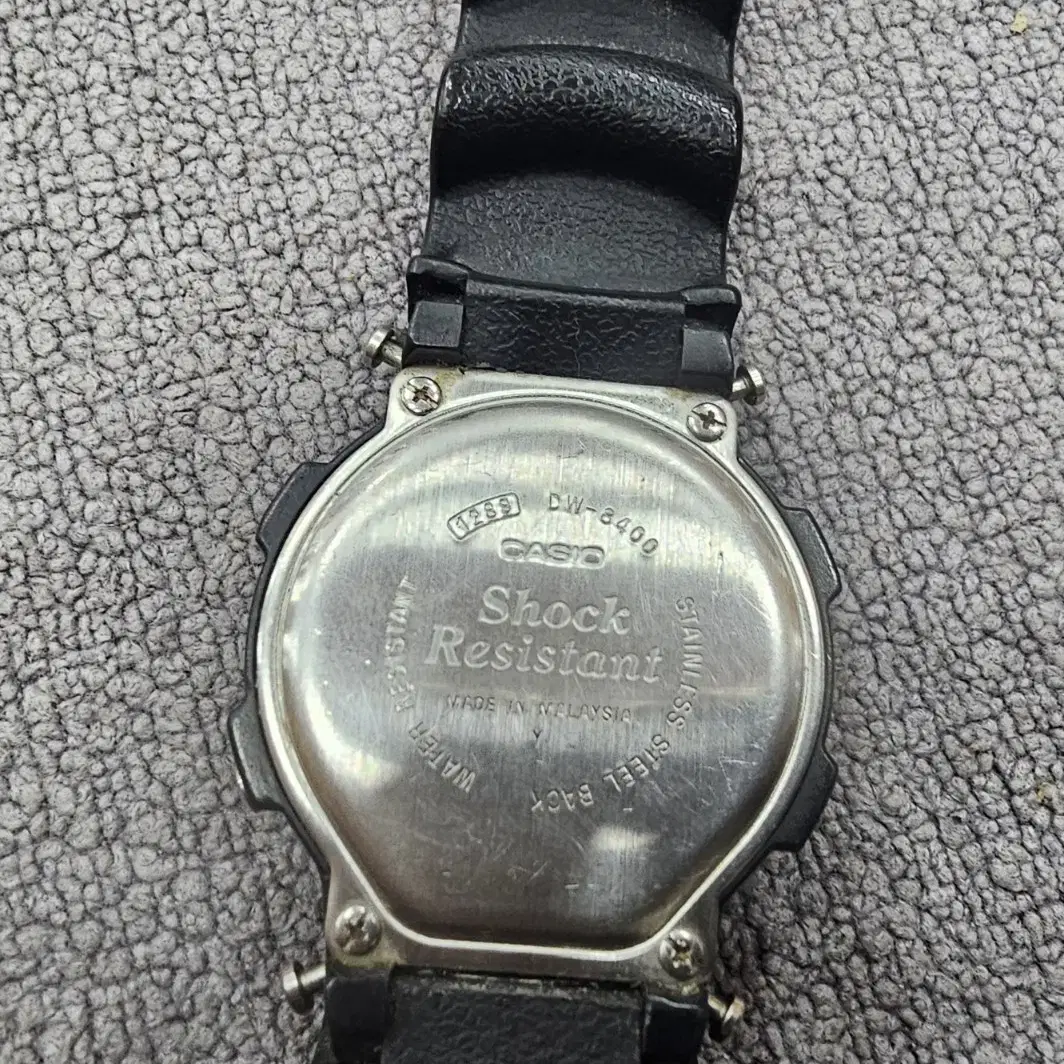 1289 DW-8400
CASIO
Shock
Resistant
MADE IN MALAYSIA
Y
WATER RESISTANT
STAINLESS STEEL BACK